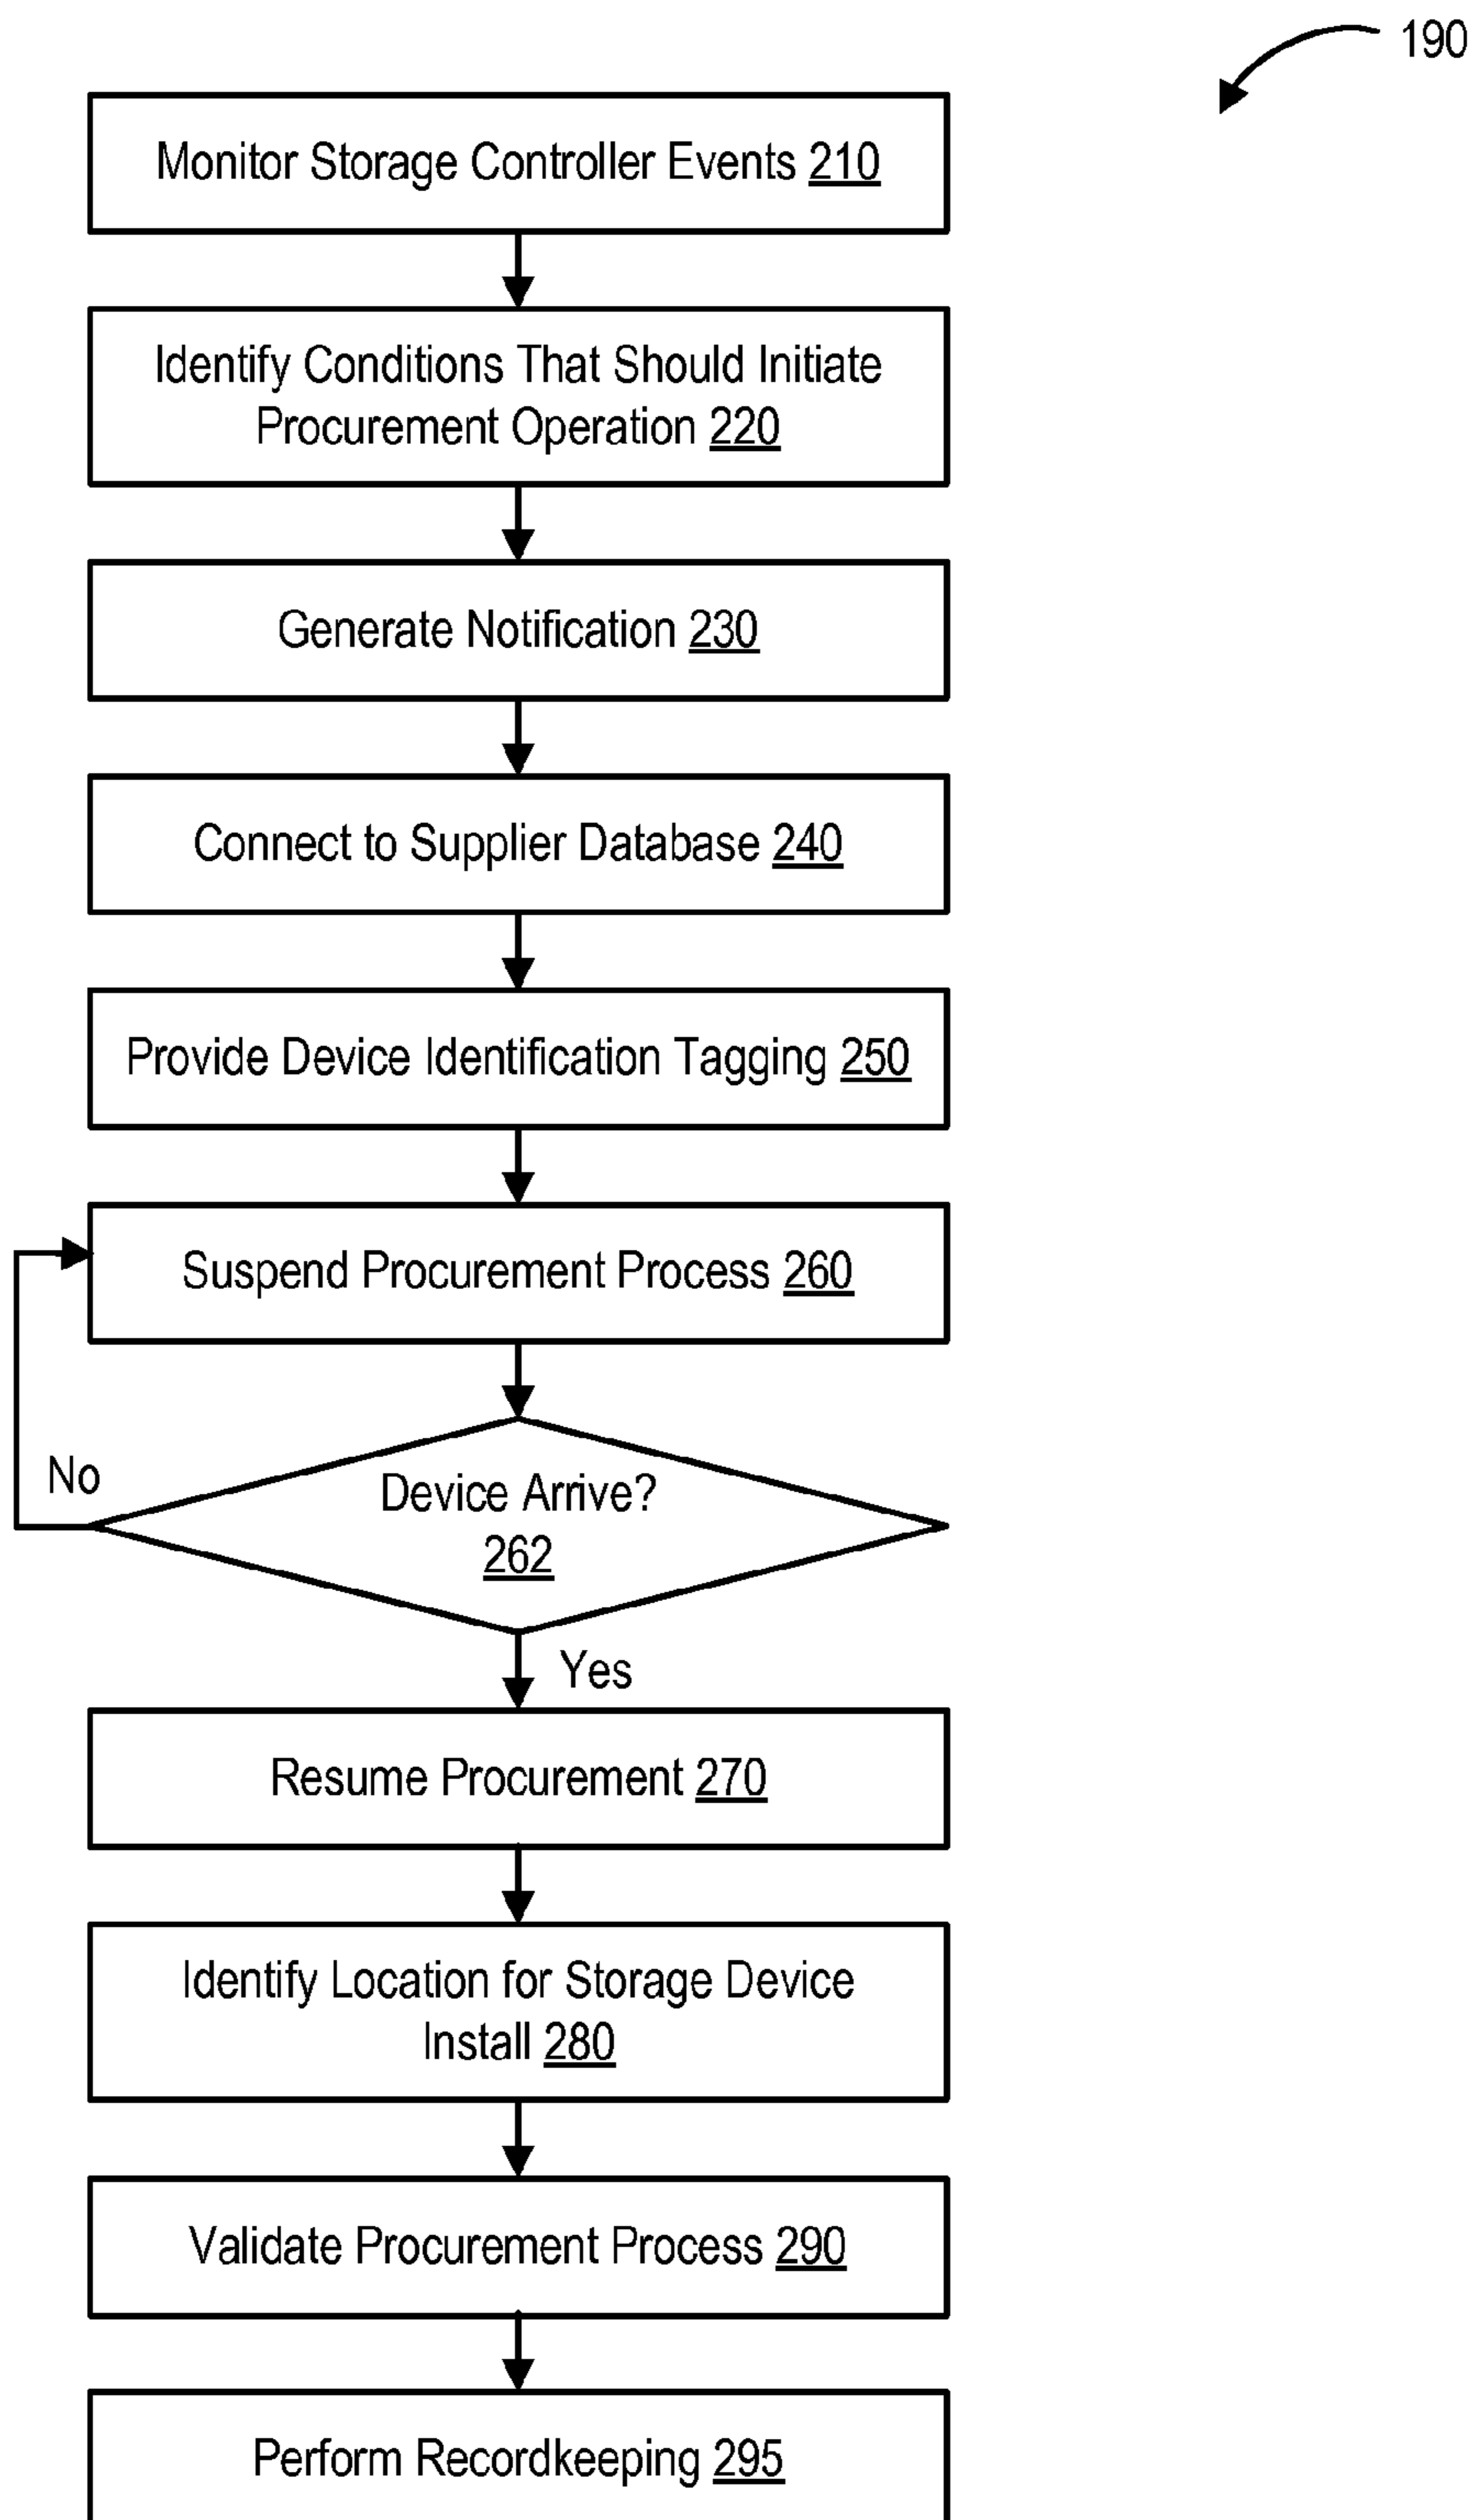 190
Monitor Storage Controller Events 210
Identify Conditions That Should Initiate
Procurement Operation 220
Generate Notification 230
Connect to Supplier Database 240
Provide Device Identification Tagging 250
Suspend Procurement Process 260
No
Device Arrive?
262
Yes
Resume Procurement 270
Identify Location for Storage Device
Install 280
Validate Procurement Process 290
Perform Recordkeeping 295